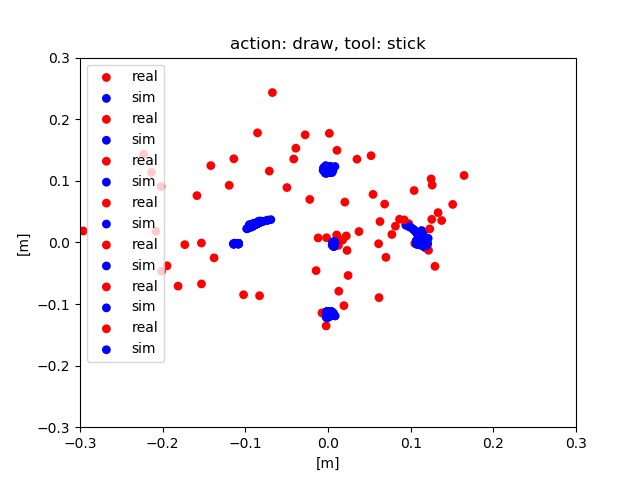 action: draw, tool: stick
[m]
0.3
0.2
0.1
0.0
−0.1
−0.2
−0.3
real
sim
real
sim
real
sim
real
sim
real
sim
real
sim
real
sim
−0.3 −0.2 −0.1 0.0 0.1 0.2 0.3
[m]